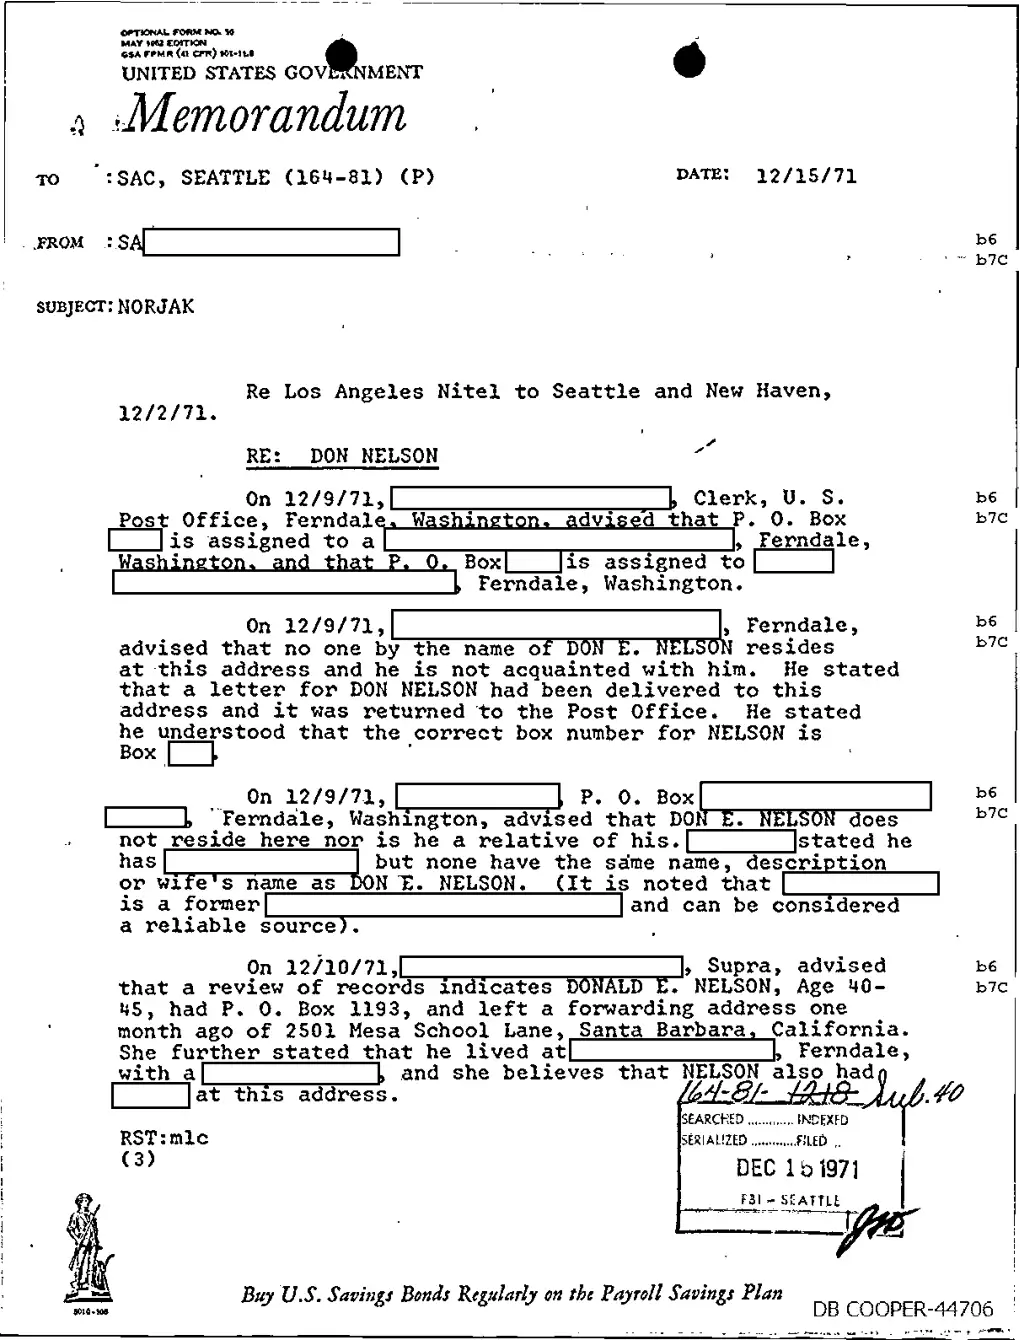 OPTIONAL FORM NO. 10
MAY 1962 EDITION
GSA FPMR (41 CFR) 101-11.6
UNITED STATES GOVERNMENT
Memorandum
TO :SAC, SEATTLE (164-81) (P) DATE: 12/15/71
FROM :SA b6
b7C
SUBJECT:NORJAK
Re Los Angeles Nitel to Seattle and New Haven,
12/2/71.
RE: DON NELSON
On 12/9/71, , Clerk, U. S. b6
Post Office, Ferndale, Washington, advised that P. O. Box b7C
is assigned to a , Ferndale,
Washington, and that P. O. Box is assigned to
, Ferndale, Washington.
On 12/9/71, , Ferndale, b6
advised that no one by the name of DON E. NELSON resides b7C
at this address and he is not acquainted with him. He stated
that a letter for DON NELSON had been delivered to this
address and it was returned to the Post Office. He stated
he understood that the correct box number for NELSON is
Box .
On 12/9/71, , P. O. Box b6
, Ferndale, Washington, advised that DON E. NELSON does b7C
not reside here nor is he a relative of his. stated he
has but none have the same name, description
or wife's name as DON E. NELSON. (It is noted that
is a former and can be considered
a reliable source).
On 12/10/71, , Supra, advised b6
that a review of records indicates DONALD E. NELSON, Age 40- b7C
45, had P. O. Box 1193, and left a forwarding address one
month ago of 2501 Mesa School Lane, Santa Barbara, California.
She further stated that he lived at , Ferndale,
with a , and she believes that NELSON also had
at this address.
164-81- 1218 Sub.40
RST:mlc
(3)
SEARCHED ............. INDEXED
SERIALIZED .............FILED ..
DEC 15 1971
FBI - SEATTLE
5010-108
Buy U.S. Savings Bonds Regularly on the Payroll Savings Plan
DB COOPER-44706